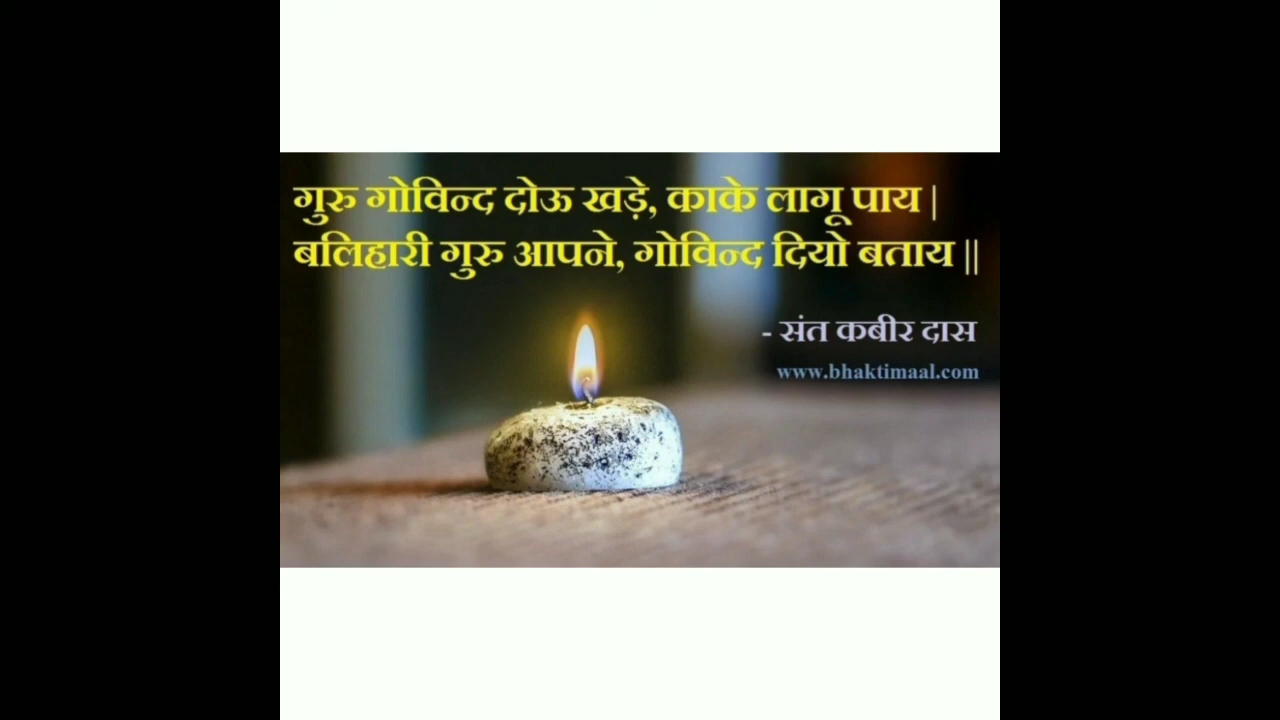 गुरु गोविन्द दोऊ खड़े, काके लागू पाय |
बलिहारी गुरु आपने, गोविन्द दियो बताय ||
- संत कबीर दास
www.bhaktimaal.com